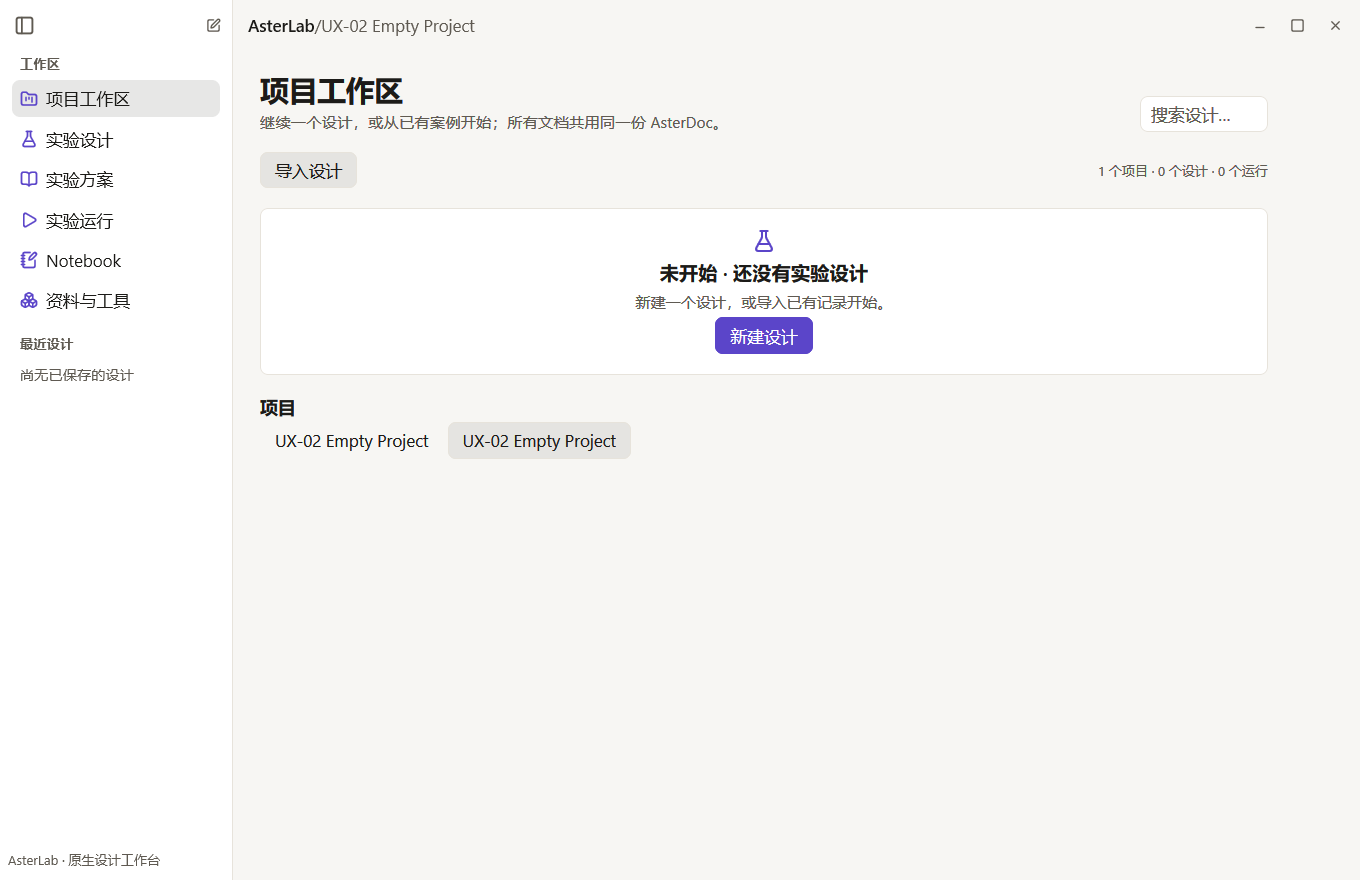 AsterLab/UX-02 Empty Project
工作区
项目工作区
实验设计
实验方案
实验运行
Notebook
资料与工具
最近设计
尚无已保存的设计
AsterLab · 原生设计工作台
项目工作区
继续一个设计，或从已有案例开始；所有文档共用同一份 AsterDoc。
搜索设计...
导入设计
1 个项目 · 0 个设计 · 0 个运行
未开始 · 还没有实验设计
新建一个设计，或导入已有记录开始。
新建设计
项目
UX-02 Empty Project
UX-02 Empty Project